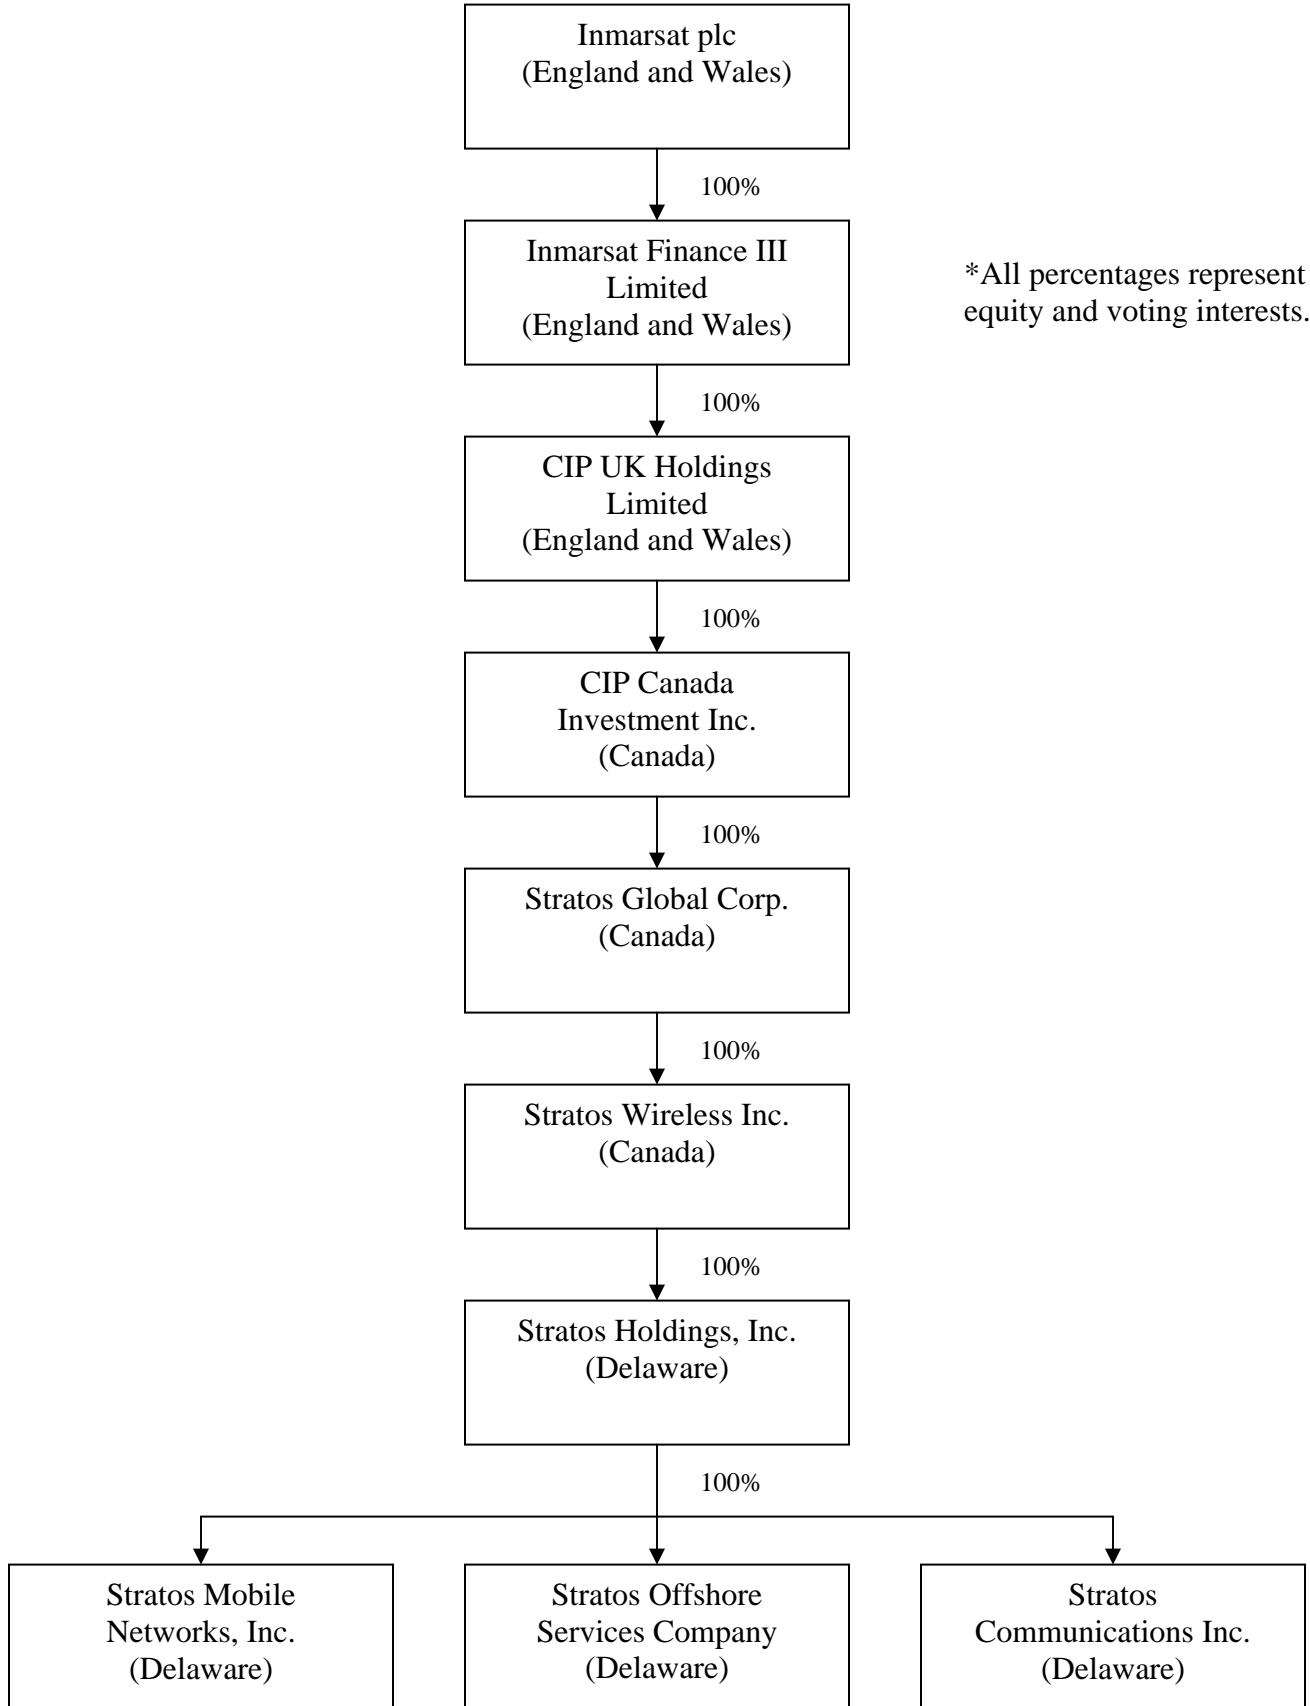 Inmarsat plc
(England and Wales)
100%
Inmarsat Finance III
Limited
(England and Wales)
*All percentages represent
equity and voting interests.
100%
CIP UK Holdings
Limited
(England and Wales)
100%
CIP Canada
Investment Inc.
(Canada)
100%
Stratos Global Corp.
(Canada)
100%
Stratos Wireless Inc.
(Canada)
100%
Stratos Holdings, Inc.
(Delaware)
100%
Stratos Mobile
Networks, Inc.
(Delaware)
Stratos Offshore
Services Company
(Delaware)
Stratos
Communications Inc.
(Delaware)